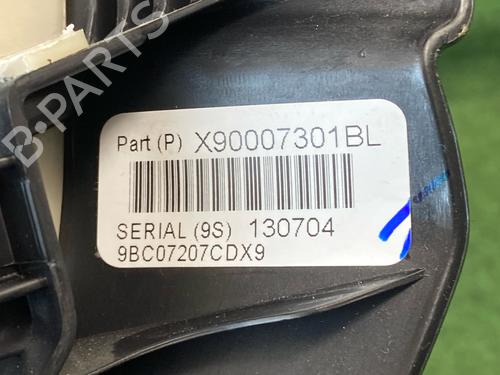 B-PARTS
Part (P) X90007301BL
SERIAL (9S) 130704
9BC07207CDX9